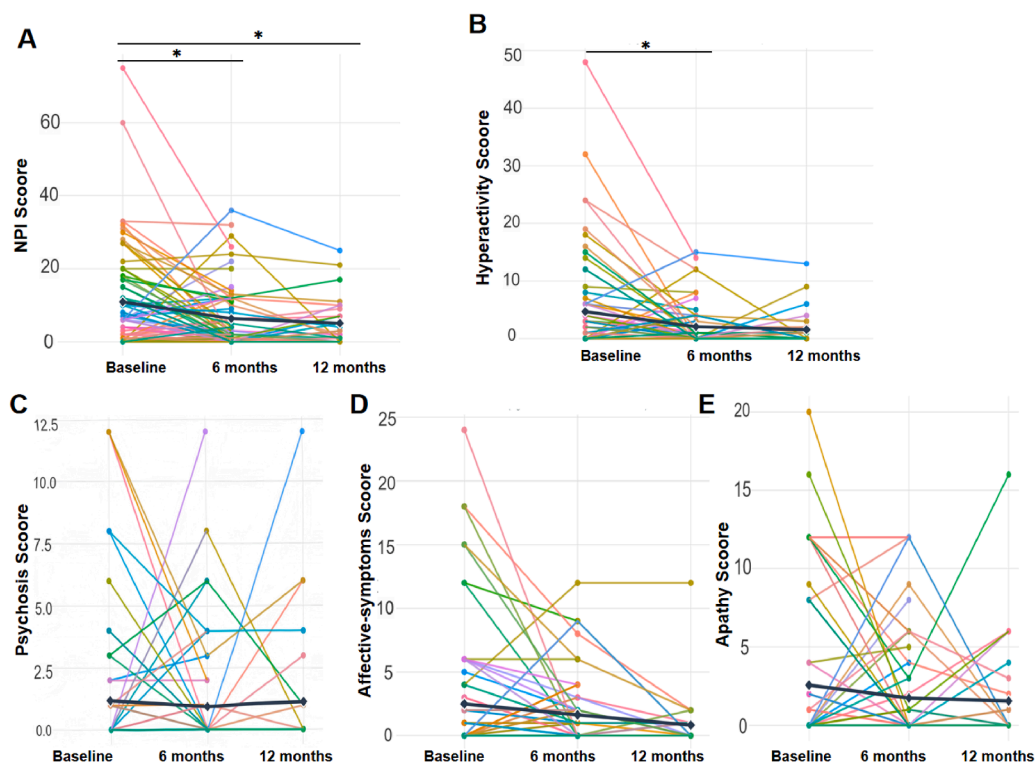 A
*
*
NPI Scoore
60
40
20
0
Baseline 6 months 12 months
B
*
Hyperactivity Scoore
50
40
30
20
10
0
Baseline 6 months 12 months
C
Psychosis Score
12.5
10.0
7.5
5.0
2.5
0.0
Baseline 6 months 12 months
D
Affective-symptoms Score
25
20
15
10
5
0
Baseline 6 months 12 months
E
Apathy Score
20
15
10
5
0
Baseline 6 months 12 months